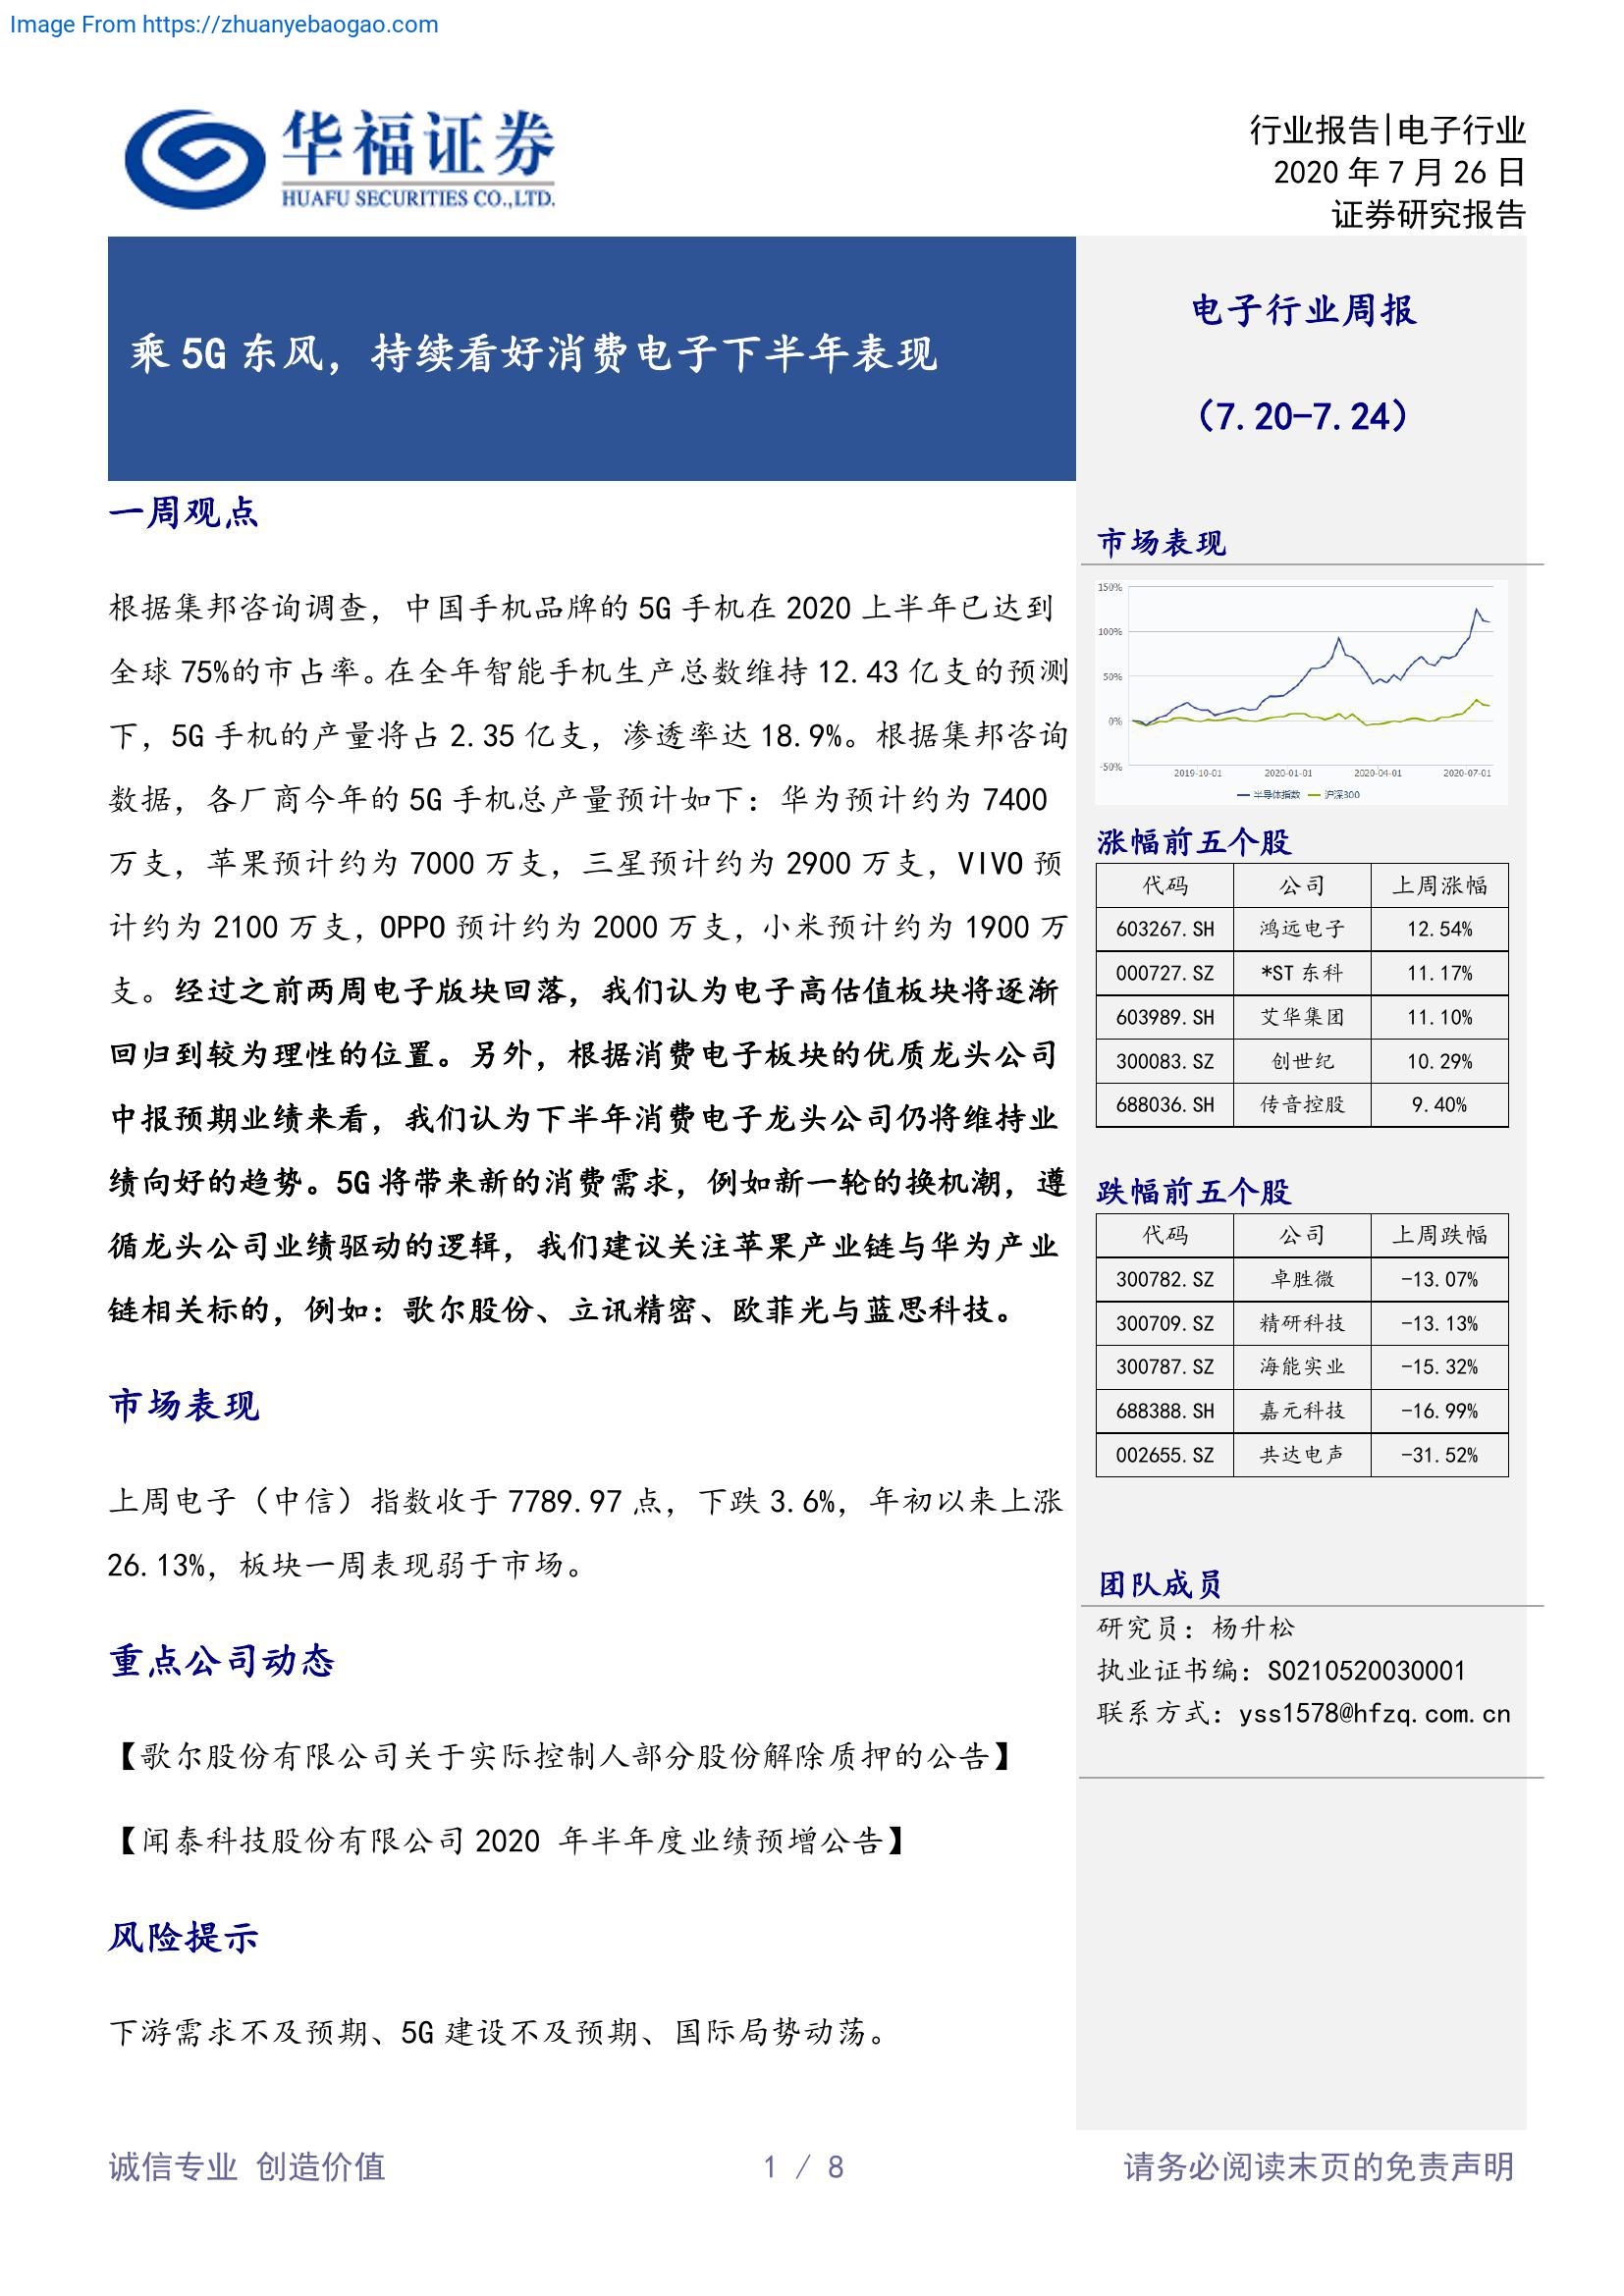 Image From https://zhuanyebaogao.com
华福证券
HUAFU SECURITIES CO.,LTD.
行业报告|电子行业
2020 年 7 月 26 日
证券研究报告
乘 5G 东风，持续看好消费电子下半年表现
电子行业周报
（7.20-7.24）
一周观点
根据集邦咨询调查，中国手机品牌的 5G 手机在 2020 上半年已达到
全球 75%的市占率。在全年智能手机生产总数维持 12.43 亿支的预测
下，5G 手机的产量将占 2.35 亿支，渗透率达 18.9%。根据集邦咨询
数据，各厂商今年的 5G 手机总产量预计如下：华为预计约为 7400
万支，苹果预计约为 7000 万支，三星预计约为 2900 万支，VIVO 预
计约为 2100 万支，OPPO 预计约为 2000 万支，小米预计约为 1900 万
支。经过之前两周电子版块回落，我们认为电子高估值板块将逐渐
回归到较为理性的位置。另外，根据消费电子板块的优质龙头公司
中报预期业绩来看，我们认为下半年消费电子龙头公司仍将维持业
绩向好的趋势。5G 将带来新的消费需求，例如新一轮的换机潮，遵
循龙头公司业绩驱动的逻辑，我们建议关注苹果产业链与华为产业
链相关标的，例如：歌尔股份、立讯精密、欧菲光与蓝思科技。
市场表现
上周电子（中信）指数收于 7789.97 点，下跌 3.6%，年初以来上涨
26.13%，板块一周表现弱于市场。
重点公司动态
【歌尔股份有限公司关于实际控制人部分股份解除质押的公告】
【闻泰科技股份有限公司 2020 年半年度业绩预增公告】
风险提示
下游需求不及预期、5G 建设不及预期、国际局势动荡。
市场表现
150%
100%
50%
0%
-50%
2019-10-01 2020-01-01 2020-04-01 2020-07-01
半导体指数 沪深300
涨幅前五个股
代码 公司 上周涨幅
603267.SH 鸿远电子 12.54%
000727.SZ *ST 东科 11.17%
603989.SH 艾华集团 11.10%
300083.SZ 创世纪 10.29%
688036.SH 传音控股 9.40%
跌幅前五个股
代码 公司 上周跌幅
300782.SZ 卓胜微 -13.07%
300709.SZ 精研科技 -13.13%
300787.SZ 海能实业 -15.32%
688388.SH 嘉元科技 -16.99%
002655.SZ 共达电声 -31.52%
团队成员
研究员：杨升松
执业证书编：S0210520030001
联系方式：yss1578@hfzq.com.cn
诚信专业 创造价值
1 / 8
请务必阅读末页的免责声明